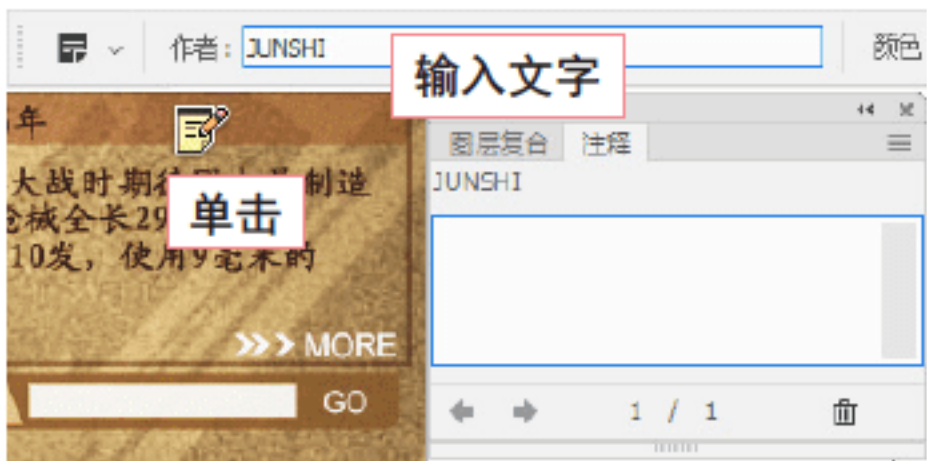 作者: JUNSHI
颜色
输入文字
年
图层复合 注释
JUNSHI
大战时期 制造
单击
枪械全长29
10发，使用9毫米的
>>> MORE
GO
1 / 1